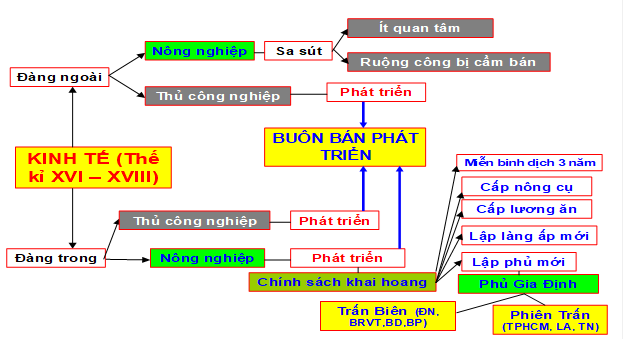 Ít quan tâm
Nông nghiệp
Sa sút
Ruộng công bị cầm bán
Đàng ngoài
Thủ công nghiệp
Phát triển
BUÔN BÁN PHÁT
TRIỂN
KINH TẾ (Thế
kỉ XVI – XVIII)
Miễn binh dịch 3 năm
Cấp nông cụ
Cấp lương ăn
Thủ công nghiệp
Phát triển
Lập làng ấp mới
Đàng trong
Nông nghiệp
Phát triển
Lập phủ mới
Chính sách khai hoang
Phủ Gia Định
Trấn Biên (ĐN,
BRVT,BD,BP)
Phiên Trấn
(TPHCM, LA, TN)